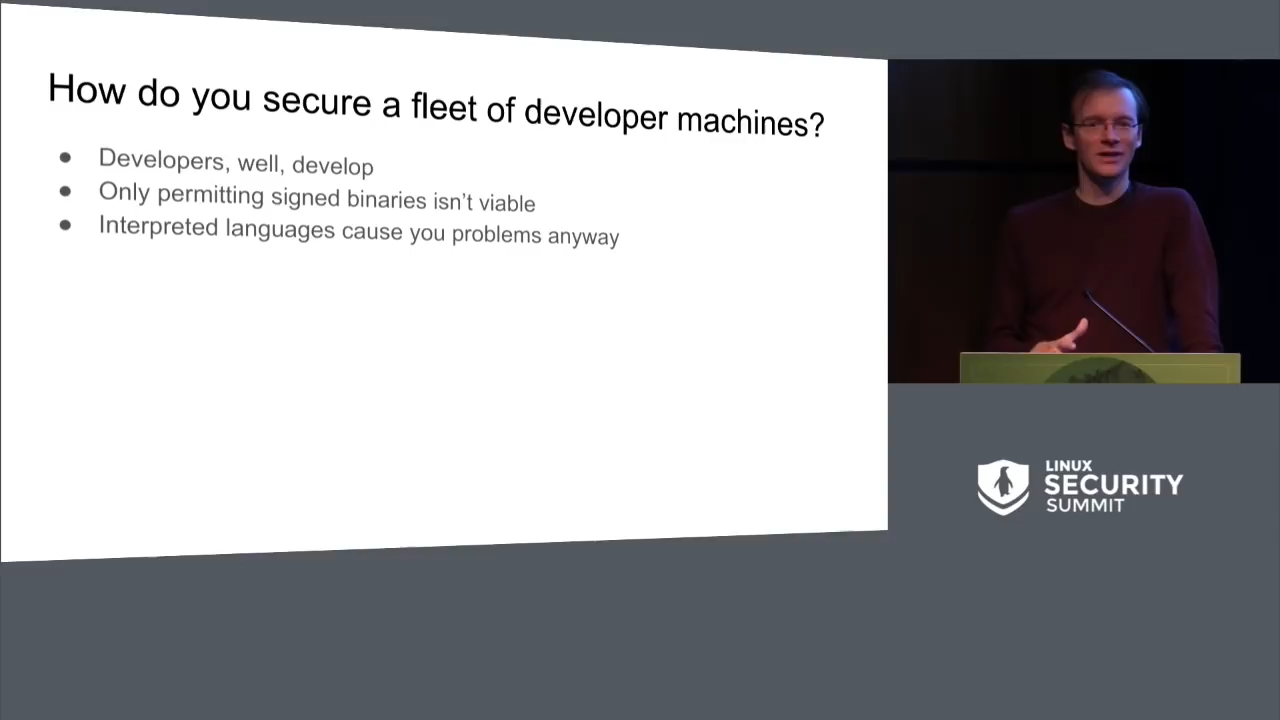 How do you secure a fleet of developer machines?
● Developers, well, develop
● Only permitting signed binaries isn’t viable
● Interpreted languages cause you problems anyway
LINUX
SECURITY
SUMMIT